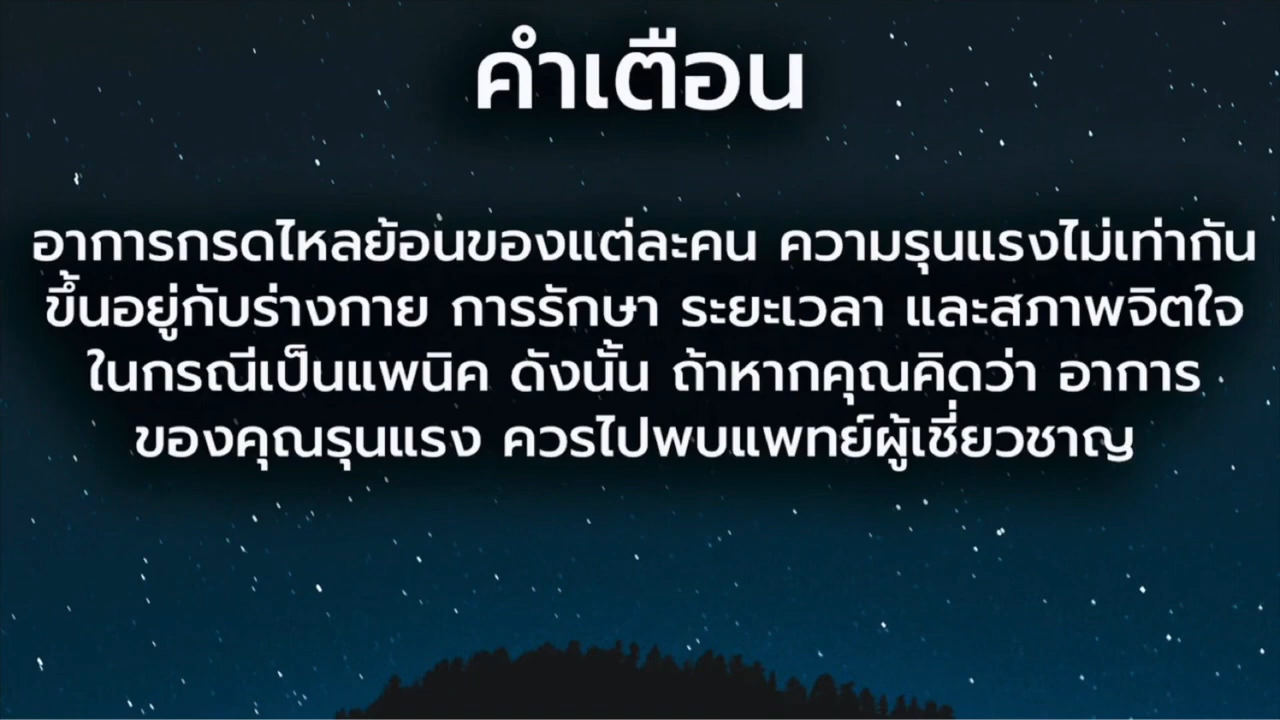 คำเตือน
อาการกรดไหลย้อนของแต่ละคน ความรุนแรงไม่เท่ากัน
ขึ้นอยู่กับร่างกาย การรักษา ระยะเวลา และสภาพจิตใจ
ในกรณีเป็นแพนิค ดังนั้น ถ้าหากคุณคิดว่า อาการ
ของคุณรุนแรง ควรไปพบแพทย์ผู้เชี่ยวชาญ